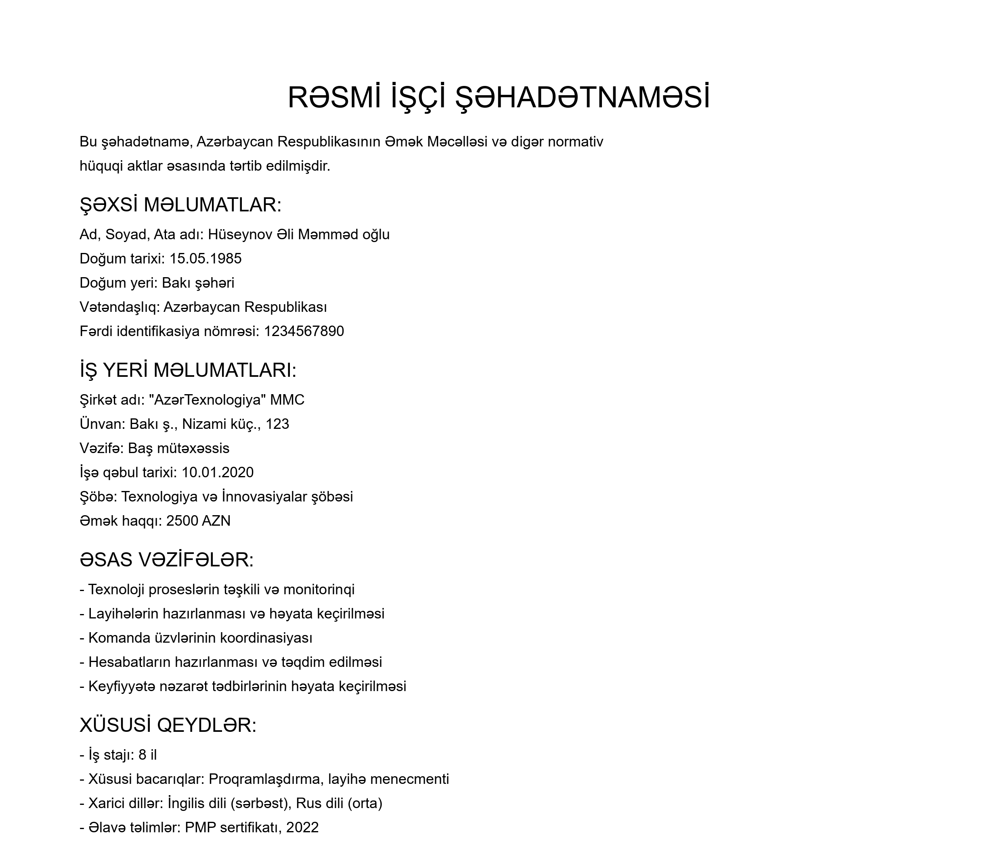 RƏSMİ İŞÇİ ŞƏHADƏTNAMƏSİ
Bu şəhadətnamə, Azərbaycan Respublikasının Əmək Məcəlləsi və digər normativ
hüquqi aktlar əsasında tərtib edilmişdir.
ŞƏXSİ MƏLUMATLAR:
Ad, Soyad, Ata adı: Hüseynov Əli Məmməd oğlu
Doğum tarixi: 15.05.1985
Doğum yeri: Bakı şəhəri
Vətəndaşlıq: Azərbaycan Respublikası
Fərdi identifikasiya nömrəsi: 1234567890
İŞ YERİ MƏLUMATLARI:
Şirkət adı: "AzərTexnologiya" MMC
Ünvan: Bakı ş., Nizami küç., 123
Vəzifə: Baş mütəxəssis
İşə qəbul tarixi: 10.01.2020
Şöbə: Texnologiya və İnnovasiyalar şöbəsi
Əmək haqqı: 2500 AZN
ƏSAS VƏZİFƏLƏR:
- Texnoloji proseslərin təşkili və monitorinqi
- Layihələrin hazırlanması və həyata keçirilməsi
- Komanda üzvlərinin koordinasiyası
- Hesabatların hazırlanması və təqdim edilməsi
- Keyfiyyətə nəzarət tədbirlərinin həyata keçirilməsi
XÜSUSİ QEYDLƏR:
- İş stajı: 8 il
- Xüsusi bacarıqlar: Proqramlaşdırma, layihə menecmenti
- Xarici dillər: İngilis dili (sərbəst), Rus dili (orta)
- Əlavə təlimlər: PMP sertifikatı, 2022